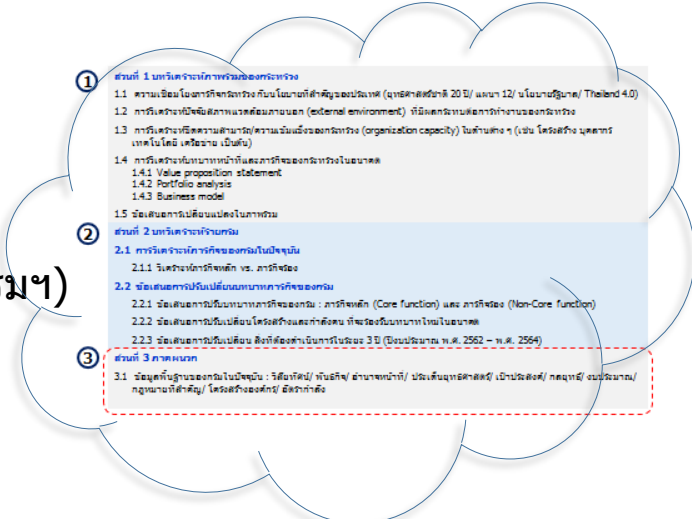 1
ส่วนที่ 1 บทวิเคราะห์ภาพรวมของกระทรวง
1.1 ความเชื่อมโยงภารกิจกระทรวง กับนโยบายที่สำคัญของประเทศ (ยุทธศาสตร์ชาติ 20 ปี/ แผนฯ 12/ นโยบายรัฐบาล/ Thailand 4.0)
1.2 การวิเคราะห์ปัจจัยสภาพแวดล้อมภายนอก (external environment) ที่มีผลกระทบต่อการทำงานของกระทรวง
1.3 การวิเคราะห์ขีดความสามารถ/ความเข้มแข็งของกระทรวง (organization capacity) ในด้านต่าง ๆ (เช่น โครงสร้าง บุคลากร
เทคโนโลยี เครือข่าย เป็นต้น)
1.4 การวิเคราะห์บทบาทหน้าที่และภารกิจของกระทรวงในอนาคต
1.4.1 Value proposition statement
1.4.2 Portfolio analysis
1.4.3 Business model
1.5 ข้อเสนอการเปลี่ยนแปลงในภาพรวม
2
ส่วนที่ 2 บทวิเคราะห์รายกรม
2.1 การวิเคราะห์ภารกิจของกรมในปัจจุบัน
2.1.1 วิเคราะห์ภารกิจหลัก vs. ภารกิจรอง
2.2 ข้อเสนอการปรับเปลี่ยนบทบาทภารกิจของกรม
รมฯ)
2.2.1 ข้อเสนอการปรับบทบาทภารกิจของกรม : ภารกิจหลัก (Core function) และ ภารกิจรอง (Non-Core function)
2.2.2 ข้อเสนอการปรับเปลี่ยนโครงสร้างและกำลังคน ที่จะรองรับบทบาทใหม่ในอนาคต
2.2.3 ข้อเสนอการปรับเปลี่ยน สิ่งที่ต้องดำเนินการในระยะ 3 ปี (ปีงบประมาณ พ.ศ. 2562 – พ.ศ. 2564)
3
ส่วนที่ 3 ภาคผนวก
3.1 ข้อมูลพื้นฐานของกรมในปัจจุบัน : วิสัยทัศน์/ พันธกิจ/ อำนาจหน้าที่/ ประเด็นยุทธศาสตร์/ เป้าประสงค์/ กลยุทธ์/ งบประมาณ/
กฎหมายที่สำคัญ/ โครงสร้างองค์กร/ อัตรากำลัง